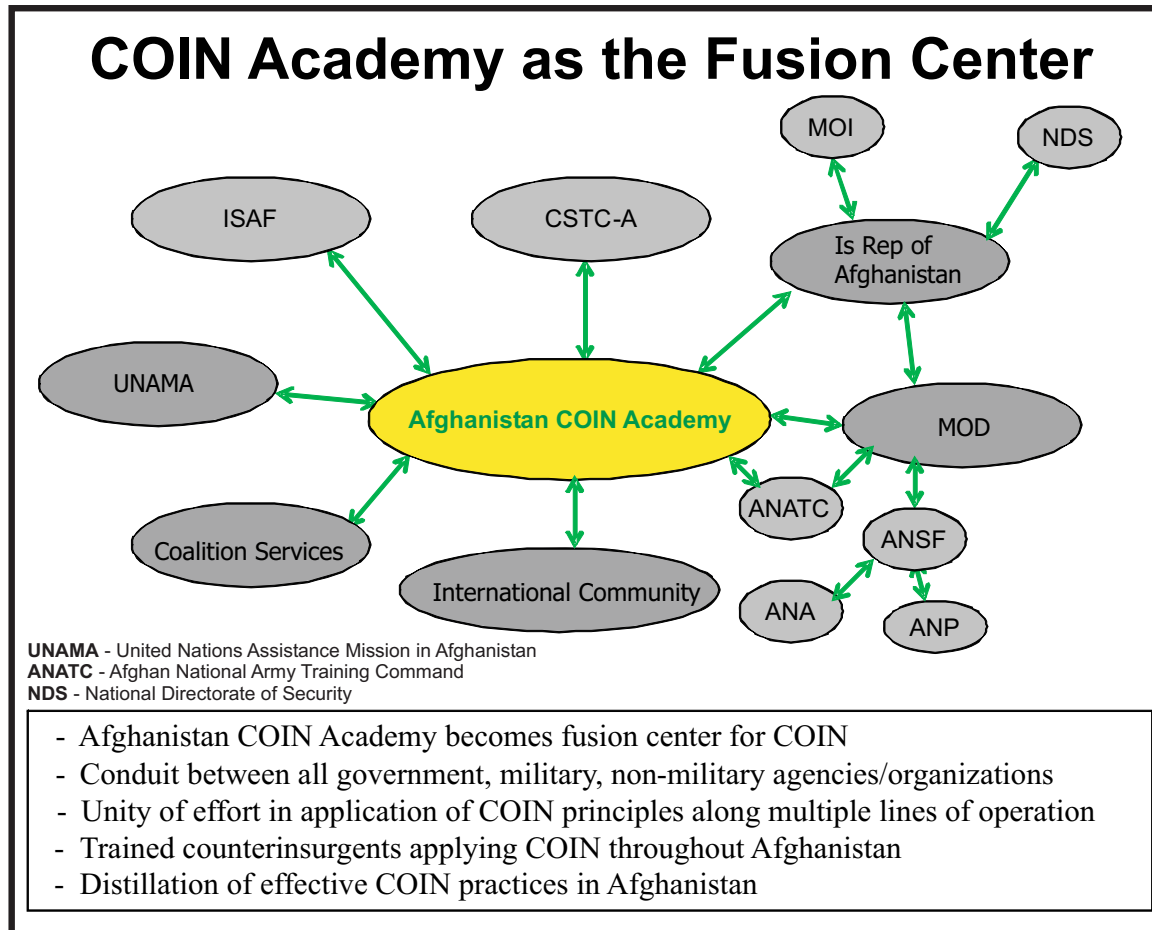 COIN Academy as the Fusion Center
MOI
NDS
ISAF
CSTC-A
Is Rep of
Afghanistan
UNAMA
Afghanistan COIN Academy
MOD
ANATC
ANSF
Coalition Services
International Community
ANA
ANP
UNAMA - United Nations Assistance Mission in Afghanistan
ANATC - Afghan National Army Training Command
NDS - National Directorate of Security
- Afghanistan COIN Academy becomes fusion center for COIN
- Conduit between all government, military, non-military agencies/organizations
- Unity of effort in application of COIN principles along multiple lines of operation
- Trained counterinsurgents applying COIN throughout Afghanistan
- Distillation of effective COIN practices in Afghanistan